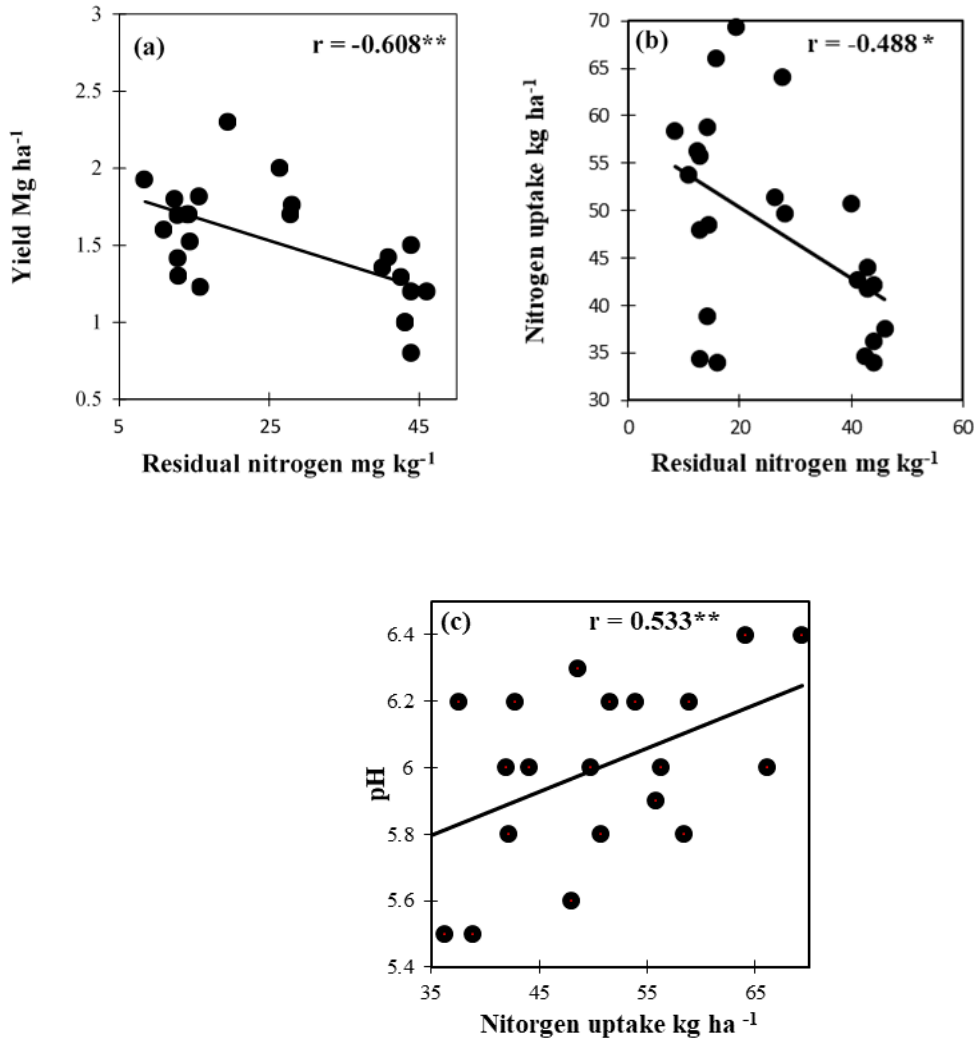 (a)
r = -0.608**
3
2.5
2
1.5
1
0.5
5
25
45
Yield Mg ha-1
Residual nitrogen mg kg-1
(b)
r = -0.488 *
70
65
60
55
50
45
40
35
30
0
20
40
60
Nitrogen uptake kg ha-1
Residual nitrogen mg kg-1
(c)
r = 0.533**
6.4
6.2
6
5.8
5.6
5.4
35
45
55
65
pH
Nitorgen uptake kg ha -1